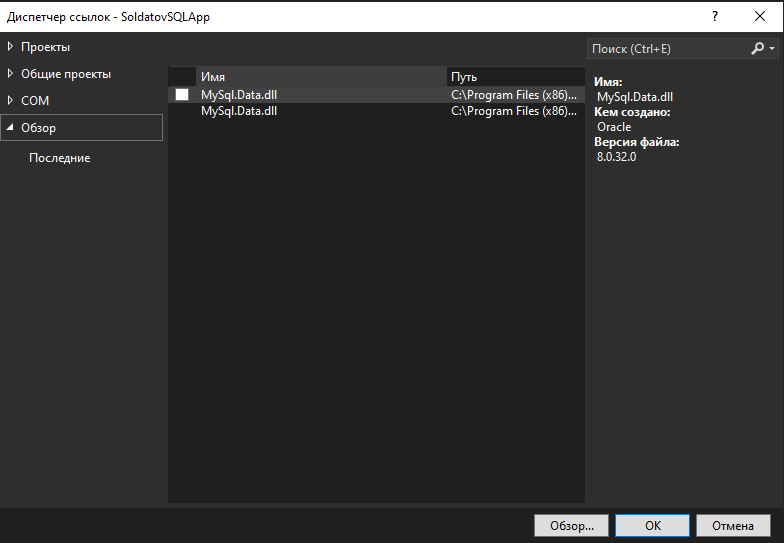 Диспетчер ссылок - SoldatovSQLApp
?
Проекты
Общие проекты
COM
Обзор
Последние
Имя Путь
MySql.Data.dll C:\Program Files (x86)...
MySql.Data.dll C:\Program Files (x86)...
Поиск (Ctrl+E)
Имя:
MySql.Data.dll
Кем создано:
Oracle
Версия файла:
8.0.32.0
Обзор... ОК Отмена